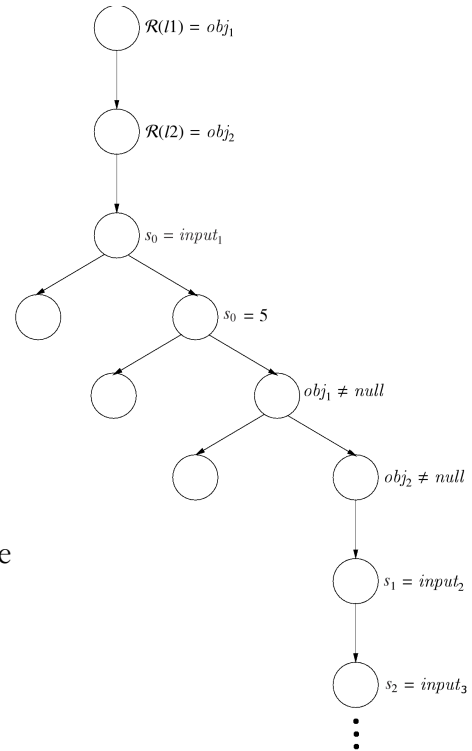 R(l1) = obj₁
R(l2) = obj₂
s₀ = input₁
s₀ = 5
obj₁ ≠ null
obj₂ ≠ null
e
s₁ = input₂
s₂ = input₃